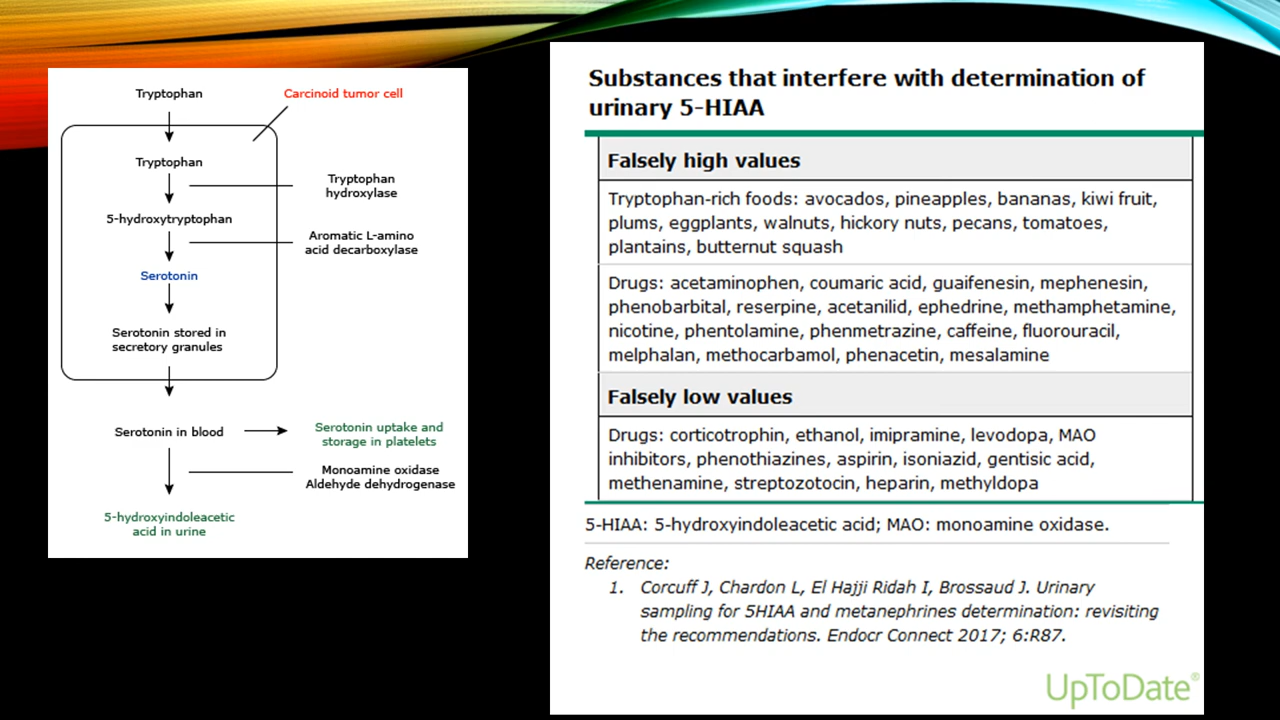 Tryptophan
Carcinoid tumor cell
Tryptophan
Tryptophan
hydroxylase
5-hydroxytryptophan
Aromatic L-amino
acid decarboxylase
Serotonin
Serotonin stored in
secretory granules
Serotonin in blood
Serotonin uptake and
storage in platelets
Monoamine oxidase
Aldehyde dehydrogenase
5-hydroxyindoleacetic
acid in urine
Substances that interfere with determination of
urinary 5-HIAA
Falsely high values
Tryptophan-rich foods: avocados, pineapples, bananas, kiwi fruit,
plums, eggplants, walnuts, hickory nuts, pecans, tomatoes,
plantains, butternut squash
Drugs: acetaminophen, coumaric acid, guaifenesin, mephenesin,
phenobarbital, reserpine, acetanilid, ephedrine, methamphetamine,
nicotine, phentolamine, phenmetrazine, caffeine, fluorouracil,
melphalan, methocarbamol, phenacetin, mesalamine
Falsely low values
Drugs: corticotrophin, ethanol, imipramine, levodopa, MAO
inhibitors, phenothiazines, aspirin, isoniazid, gentisic acid,
methenamine, streptozotocin, heparin, methyldopa
5-HIAA: 5-hydroxyindoleacetic acid; MAO: monoamine oxidase.
Reference:
1. Corcuff J, Chardon L, El Hajji Ridah I, Brossaud J. Urinary
sampling for 5HIAA and metanephrines determination: revisiting
the recommendations. Endocr Connect 2017; 6:R87.
UpToDate®